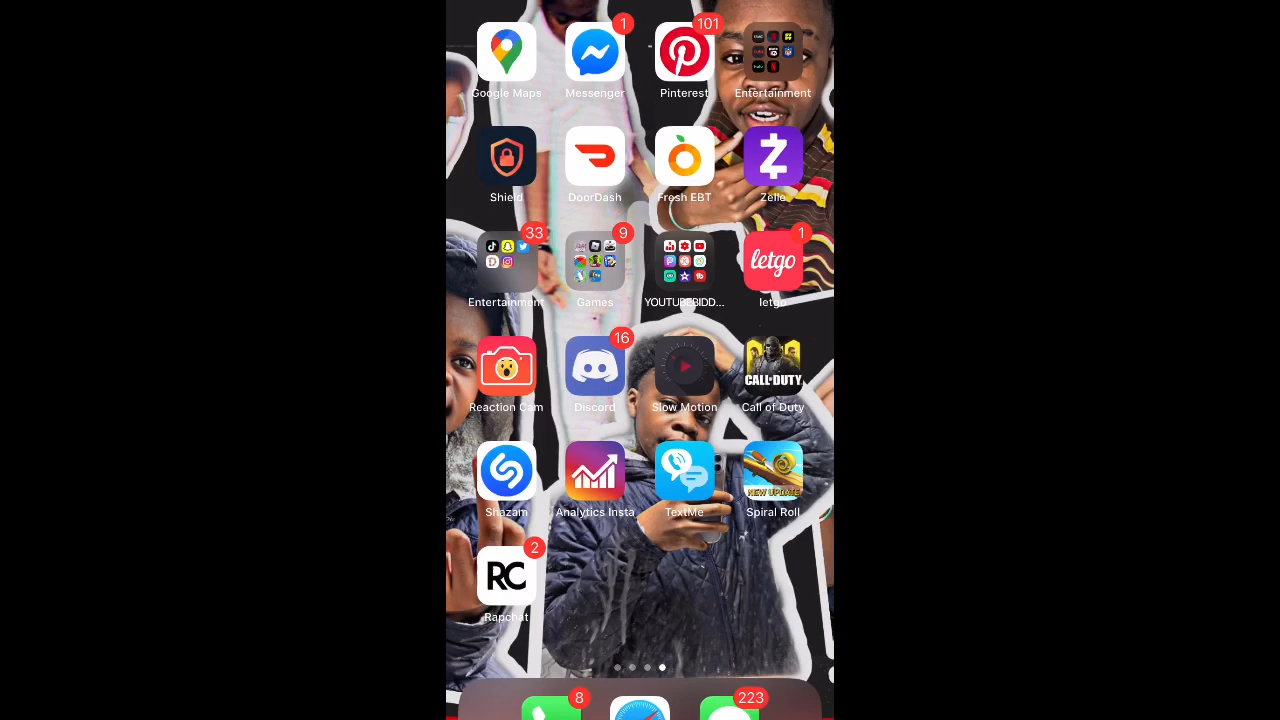 1
101
Google Maps
Messenger
Pinterest
Entertainment
Shield
DoorDash
Fresh EBT
Zelle
33
9
1
letgo
Entertainment
Games
YOUTUBEBIDD...
letgo
16
CALL OF DUTY
Reaction Cam
Discord
Slow Motion
Call of Duty
NEW UPDATE
Shazam
Analytics Insta
TextMe
Spiral Roll
2
RC
Rapchat
8
223